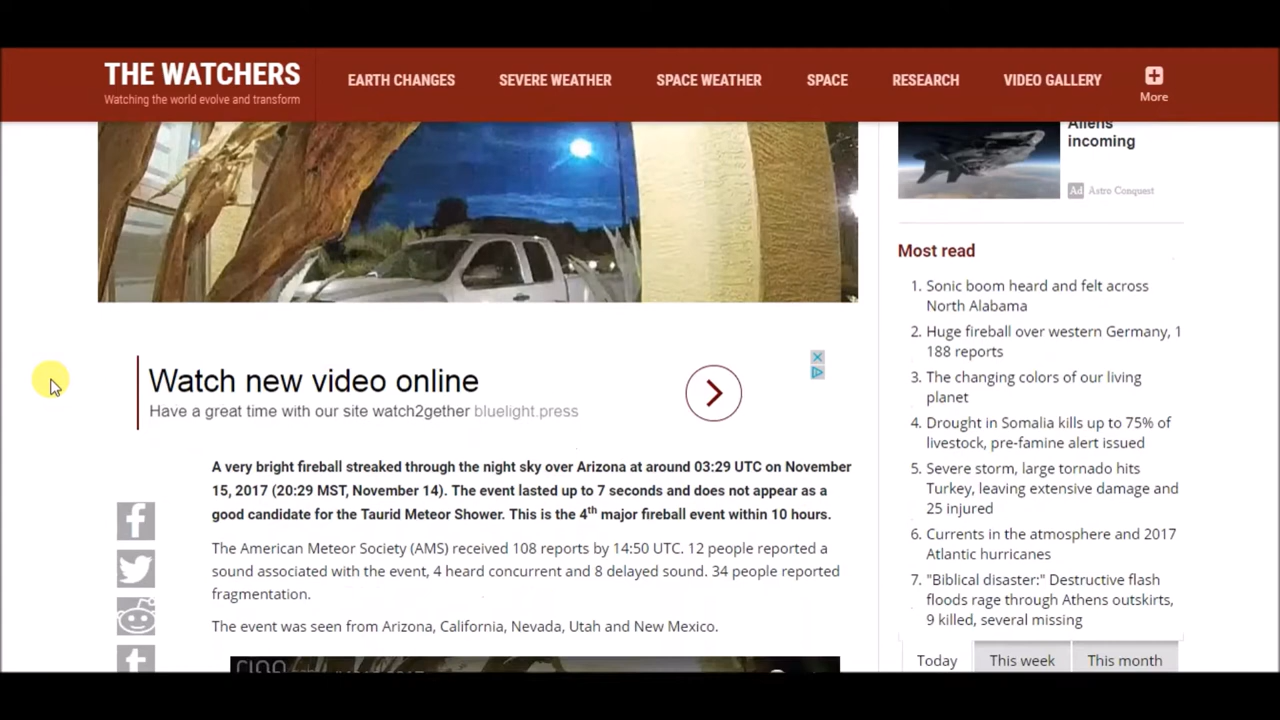 THE WATCHERS
Watching the world evolve and transform
EARTH CHANGES
SEVERE WEATHER
SPACE WEATHER
SPACE
RESEARCH
VIDEO GALLERY
More
Aliens
incoming
Ad Astro Conquest
Watch new video online
Have a great time with our site watch2gether bluelight.press
A very bright fireball streaked through the night sky over Arizona at around 03:29 UTC on November
15, 2017 (20:29 MST, November 14). The event lasted up to 7 seconds and does not appear as a
good candidate for the Taurid Meteor Shower. This is the 4th major fireball event within 10 hours.
The American Meteor Society (AMS) received 108 reports by 14:50 UTC. 12 people reported a
sound associated with the event, 4 heard concurrent and 8 delayed sound. 34 people reported
fragmentation.
The event was seen from Arizona, California, Nevada, Utah and New Mexico.
Most read
1. Sonic boom heard and felt across
North Alabama
2. Huge fireball over western Germany, 1
188 reports
3. The changing colors of our living
planet
4. Drought in Somalia kills up to 75% of
livestock, pre-famine alert issued
5. Severe storm, large tornado hits
Turkey, leaving extensive damage and
25 injured
6. Currents in the atmosphere and 2017
Atlantic hurricanes
7. "Biblical disaster:" Destructive flash
floods rage through Athens outskirts,
9 killed, several missing
Today
This week
This month